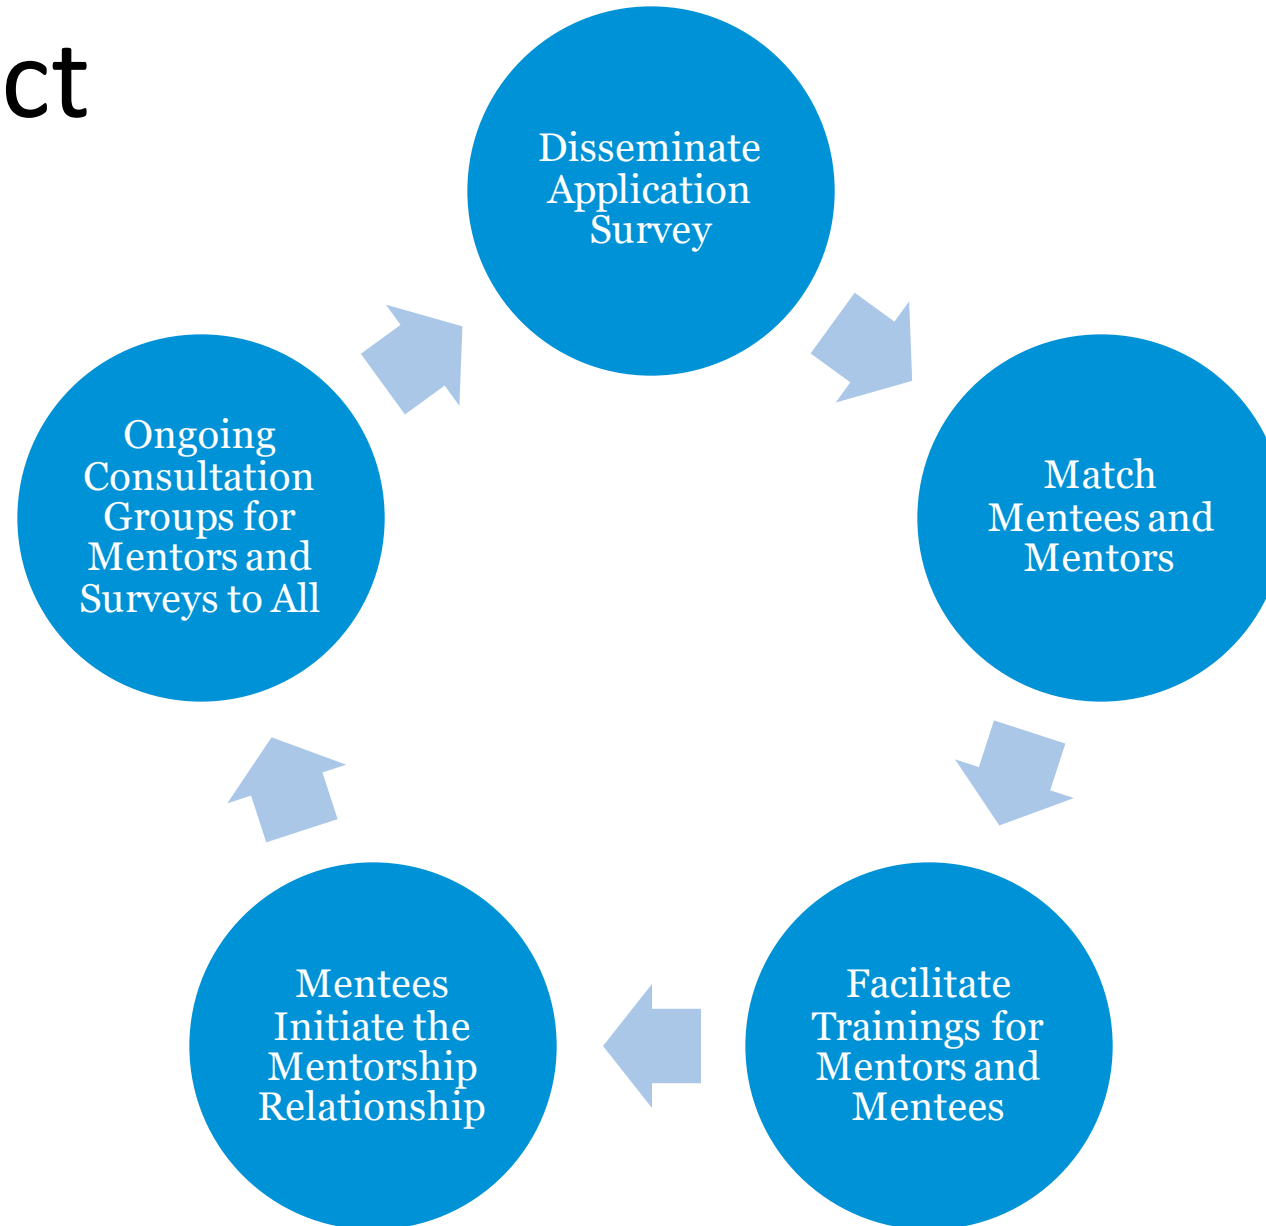 ct
Disseminate
Application
Survey
Match
Mentees and
Mentors
Facilitate
Trainings for
Mentors and
Mentees
Mentees
Initiate the
Mentorship
Relationship
Ongoing
Consultation
Groups for
Mentors and
Surveys to All